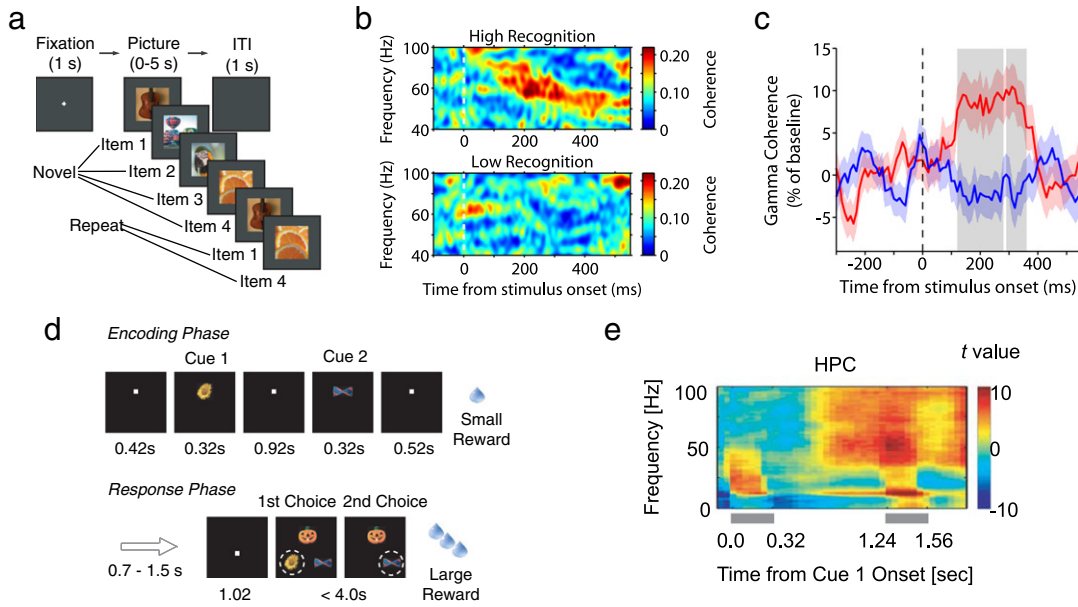 a
Fixation
(1 s)
Picture
(0-5 s)
ITI
(1 s)
Novel
Item 1
Item 2
Item 3
Item 4
Repeat
Item 1
Item 4
b
High Recognition
Frequency (Hz)
100
60
40
0
200
400
0.20
0.10
0
Coherence
Low Recognition
Frequency (Hz)
100
60
40
0
200
400
0.20
0.10
0
Coherence
Time from stimulus onset (ms)
c
Gamma Coherence
(% of baseline)
15
10
5
0
-5
-200
0
200
400
Time from stimulus onset (ms)
d
Encoding Phase
Cue 1
Cue 2
0.42s
0.32s
0.92s
0.32s
0.52s
Small
Reward
Response Phase
1st Choice
2nd Choice
0.7 - 1.5 s
1.02
< 4.0s
Large
Reward
e
HPC
t value
Frequency [Hz]
100
50
0
10
0
-10
0.0
0.32
1.24
1.56
Time from Cue 1 Onset [sec]